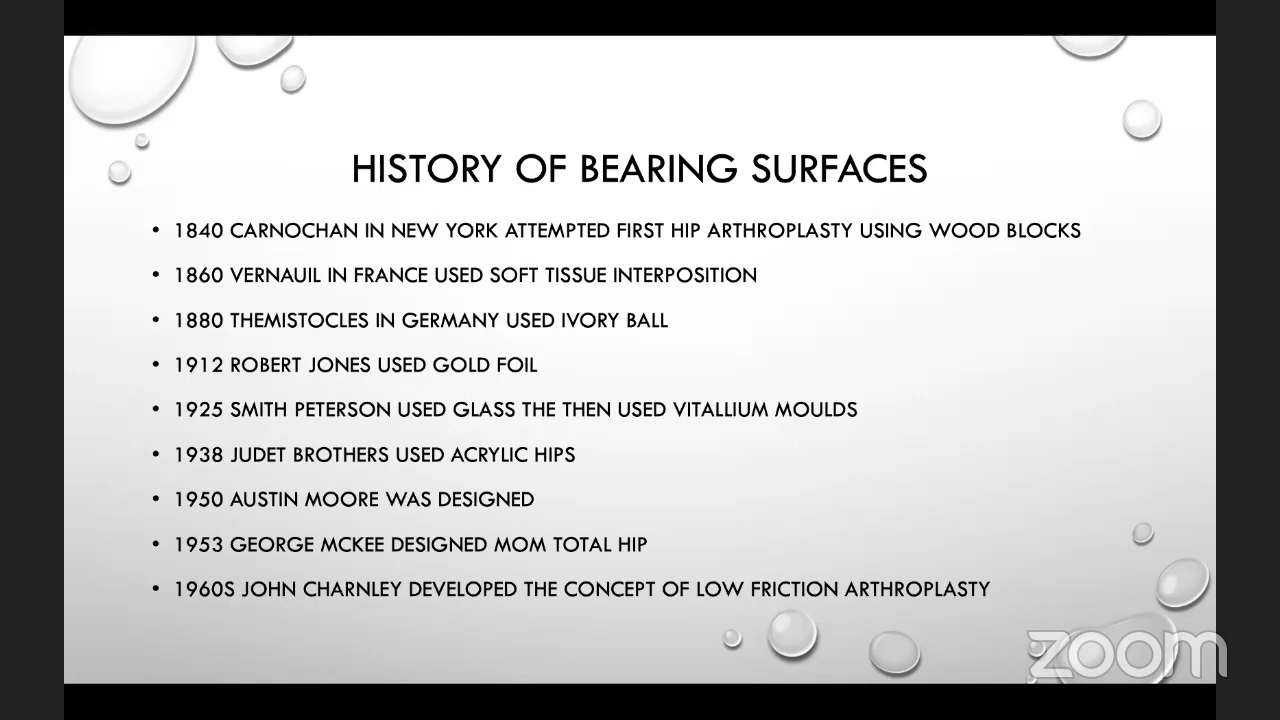 HISTORY OF BEARING SURFACES
• 1840 CARNOCHAN IN NEW YORK ATTEMPTED FIRST HIP ARTHROPLASTY USING WOOD BLOCKS
• 1860 VERNAUIL IN FRANCE USED SOFT TISSUE INTERPOSITION
• 1880 THEMISTOCLES IN GERMANY USED IVORY BALL
• 1912 ROBERT JONES USED GOLD FOIL
• 1925 SMITH PETERSON USED GLASS THE THEN USED VITALLIUM MOULDS
• 1938 JUDET BROTHERS USED ACRYLIC HIPS
• 1950 AUSTIN MOORE WAS DESIGNED
• 1953 GEORGE MCKEE DESIGNED MOM TOTAL HIP
• 1960S JOHN CHARNLEY DEVELOPED THE CONCEPT OF LOW FRICTION ARTHROPLASTY
zoom